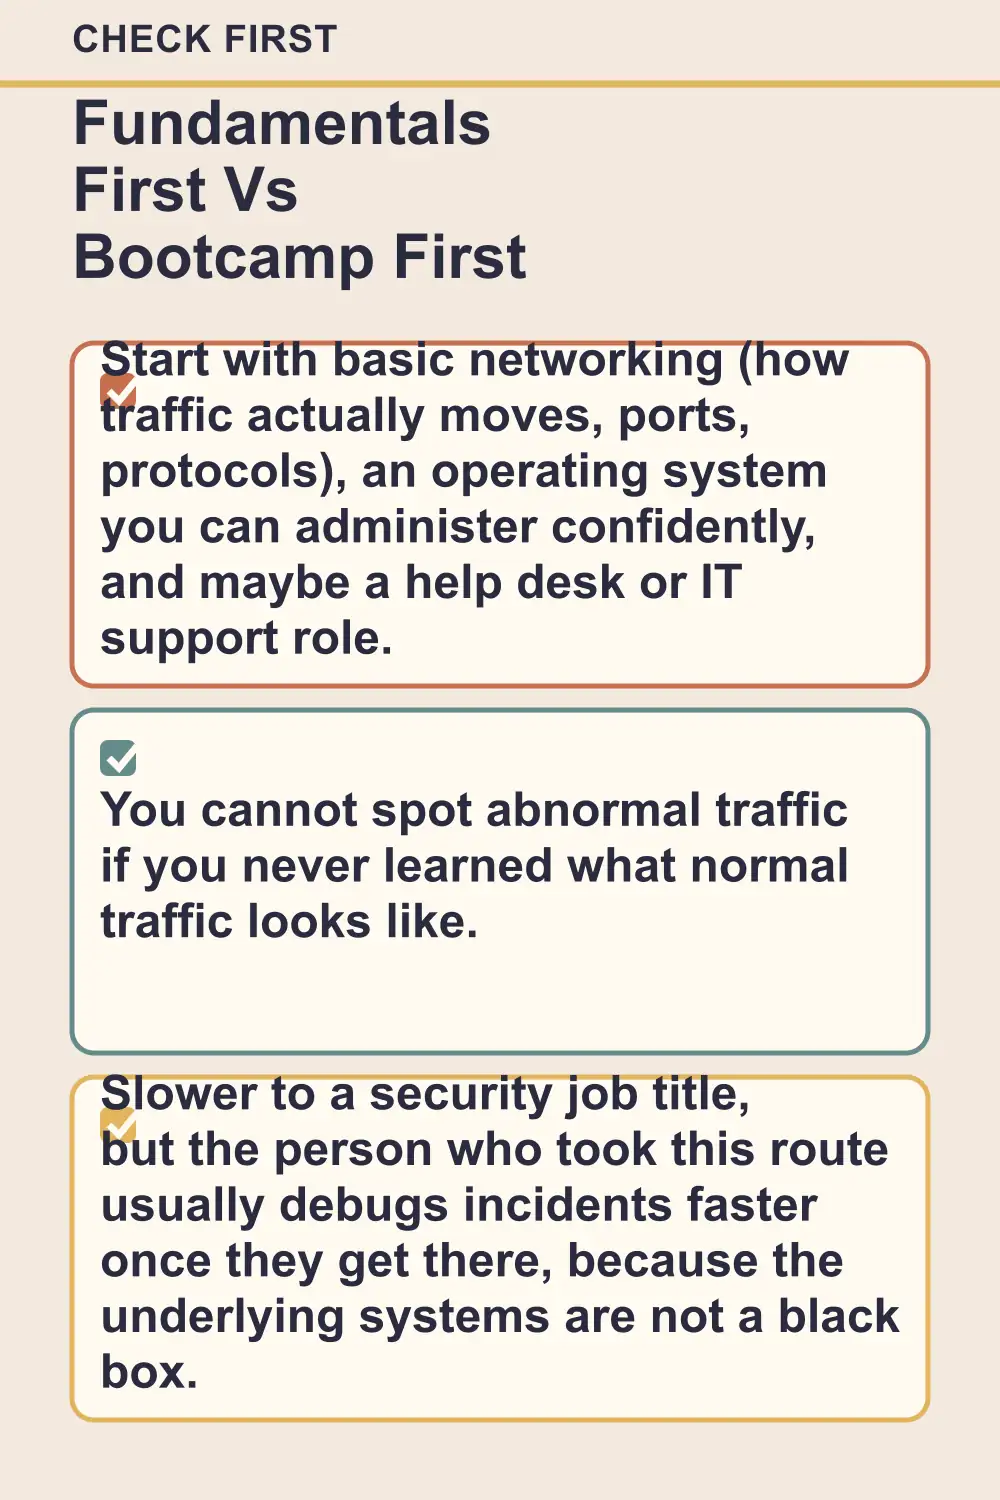 CHECK FIRST
Fundamentals
First Vs
Bootcamp First
Start with basic networking (how
traffic actually moves, ports,
protocols), an operating system
you can administer confidently,
and maybe a help desk or IT
support role.
You cannot spot abnormal traffic
if you never learned what normal
traffic looks like.
Slower to a security job title,
but the person who took this route
usually debugs incidents faster
once they get there, because the
underlying systems are not a black
box.